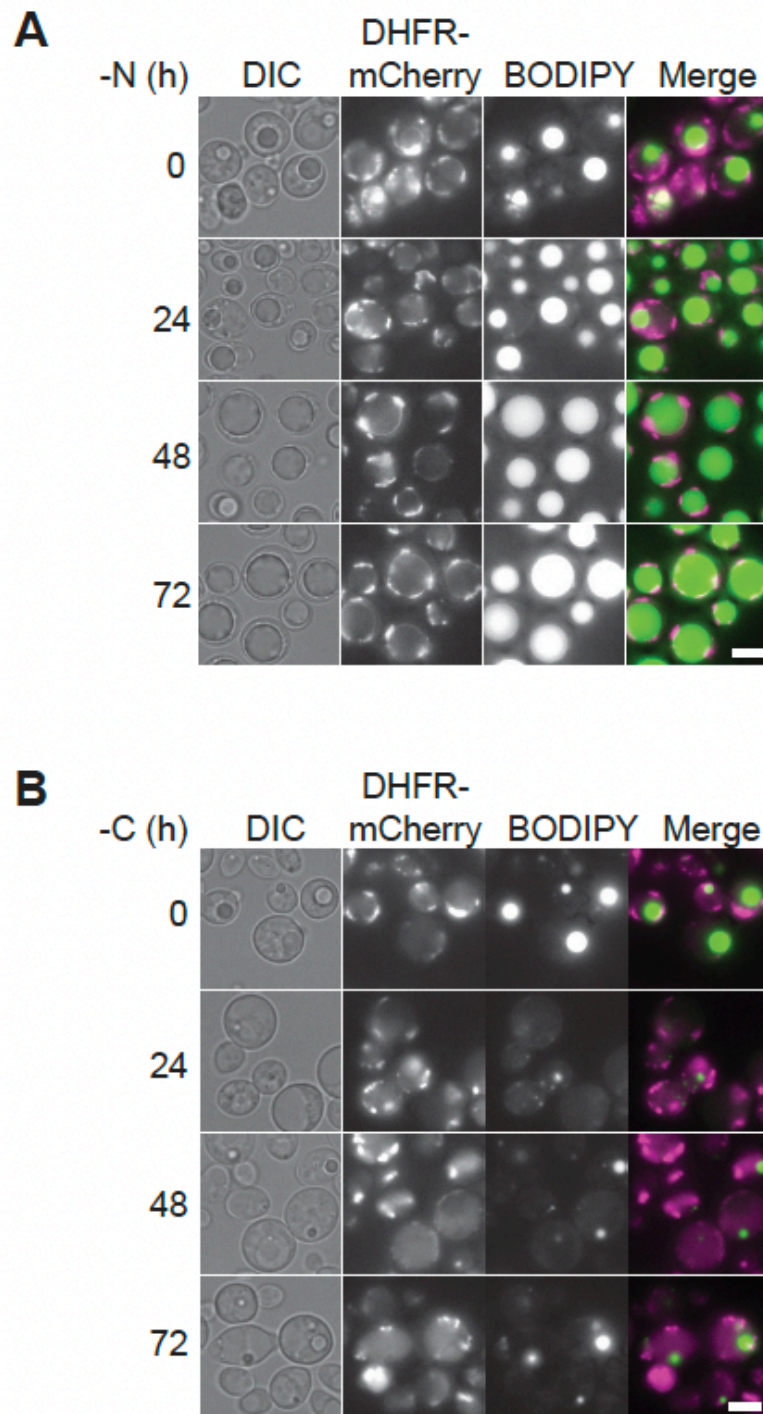 A
DHFR-
-N (h) DIC mCherry BODIPY Merge
0
24
48
72
B
DHFR-
-C (h) DIC mCherry BODIPY Merge
0
24
48
72